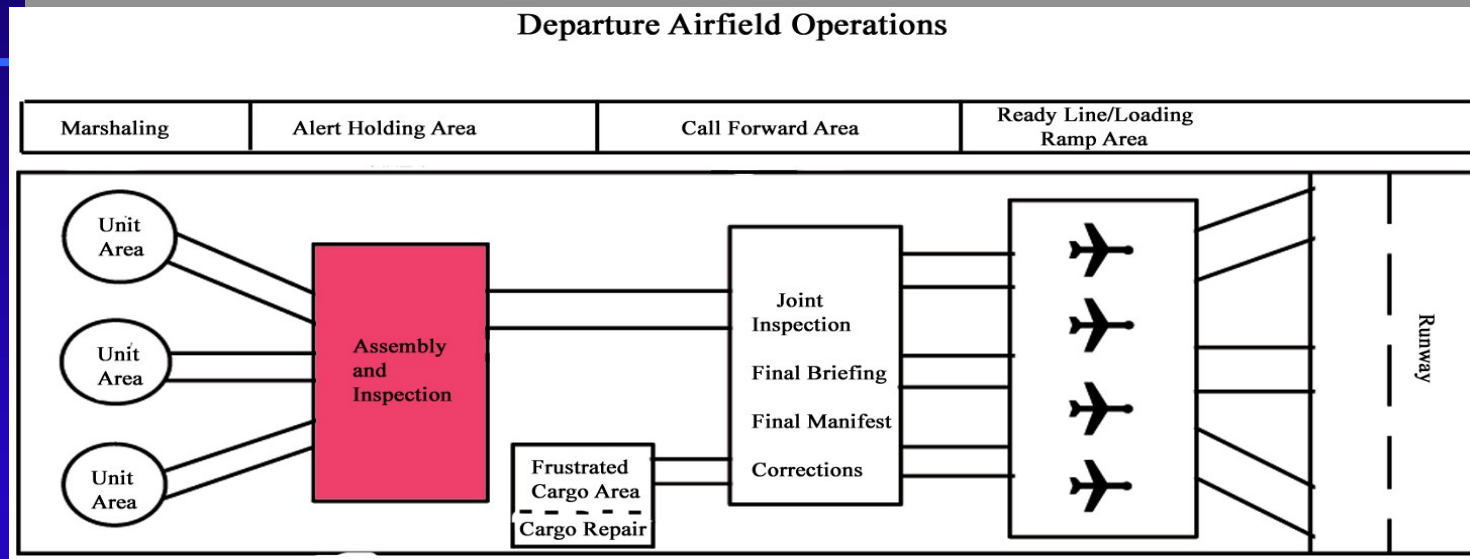 Departure Airfield Operations
Marshaling
Alert Holding Area
Call Forward Area
Ready Line/Loading
Ramp Area
Unit
Area
Unit
Area
Unit
Area
Assembly
and
Inspection
Frustrated
Cargo Area
Cargo Repair
Joint
Inspection
Final Briefing
Final Manifest
Corrections
Runway